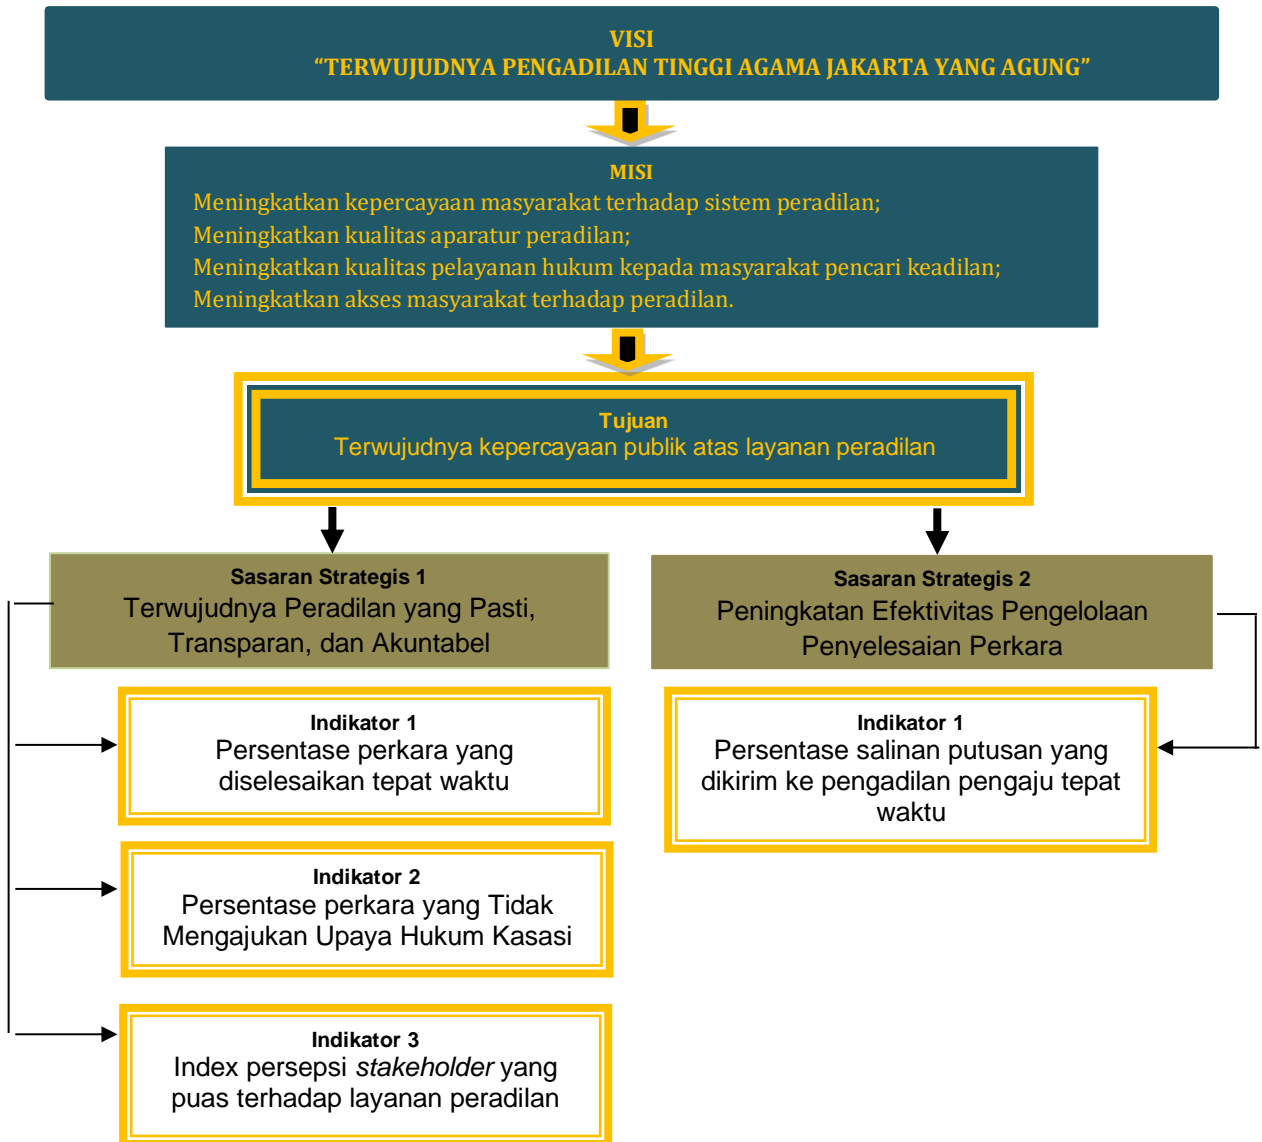 VISI
“TERWUJUDNYA PENGADILAN TINGGI AGAMA JAKARTA YANG AGUNG”
MISI
Meningkatkan kepercayaan masyarakat terhadap sistem peradilan;
Meningkatkan kualitas aparatur peradilan;
Meningkatkan kualitas pelayanan hukum kepada masyarakat pencari keadilan;
Meningkatkan akses masyarakat terhadap peradilan.
Tujuan
Terwujudnya kepercayaan publik atas layanan peradilan
Sasaran Strategis 1
Terwujudnya Peradilan yang Pasti,
Transparan, dan Akuntabel
Indikator 1
Persentase perkara yang
diselesaikan tepat waktu
Indikator 2
Persentase perkara yang Tidak
Mengajukan Upaya Hukum Kasasi
Indikator 3
Index persepsi stakeholder yang
puas terhadap layanan peradilan
Sasaran Strategis 2
Peningkatan Efektivitas Pengelolaan
Penyelesaian Perkara
Indikator 1
Persentase salinan putusan yang
dikirim ke pengadilan pengaju tepat
waktu